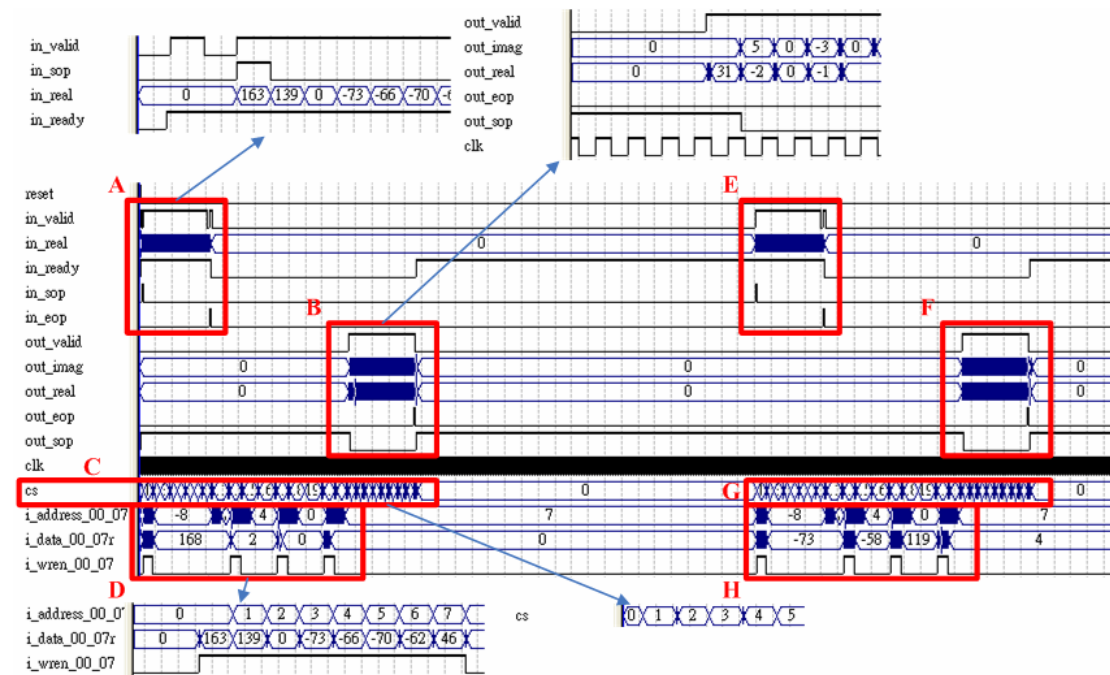 in_valid
in_sop
in_real 0 163 139 0 -73 -66 -70
in_ready
out_valid
out_imag 0 5 0 -3 0
out_real 0 31 -2 0 -1
out_eop
out_sop
clk
A E
reset
in_valid
in_real 0 0
in_ready
in_sop
B F
in_eop
out_valid
out_imag 0 0 0
out_real 0 0 0
out_eop
out_sop
clk
C
cs 0 G 0
i_address_00_07 -8 4 0 7 -8 4 0 7
i_data_00_07r 168 2 0 0 -73 -58 119 4
i_wren_00_07
D H
i_address_00_0 0 1 2 3 4 5 6 7
i_data_00_07r 0 163 139 0 -73 -66 -70 -62 46
i_wren_00_07
cs 0 1 2 3 4 5